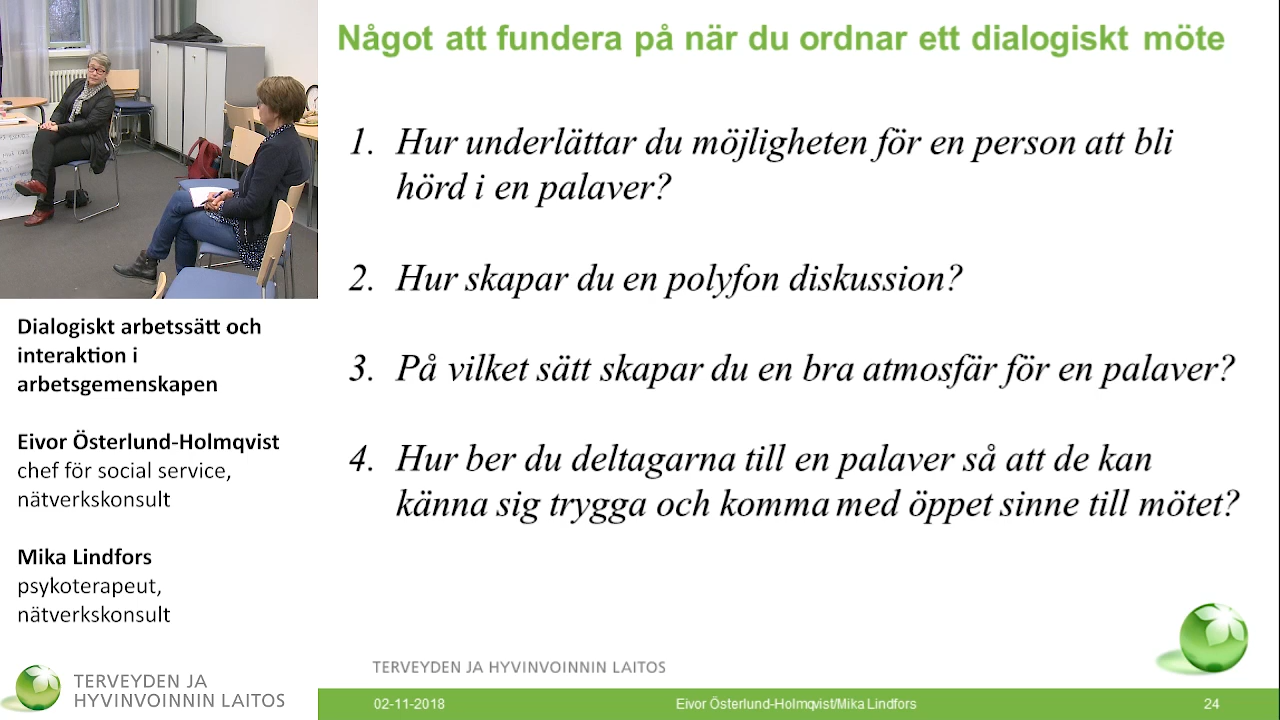 Något att fundera på när du ordnar ett dialogiskt möte
1. Hur underlättar du möjligheten för en person att bli
hörd i en palaver?
2. Hur skapar du en polyfon diskussion?
3. På vilket sätt skapar du en bra atmosfär för en palaver?
4. Hur ber du deltagarna till en palaver så att de kan
känna sig trygga och komma med öppet sinne till mötet?
Dialogiskt arbetssätt och
interaktion i
arbetsgemenskapen
Eivor Österlund-Holmqvist
chef för social service,
nätverkskonsult
Mika Lindfors
psykoterapeut,
nätverkskonsult
TERVEYDEN JA
HYVINVOINNIN LAITOS
TERVEYDEN JA HYVINVOINNIN LAITOS
02-11-2018
Eivor Österlund-Holmqvist/Mika Lindfors
24